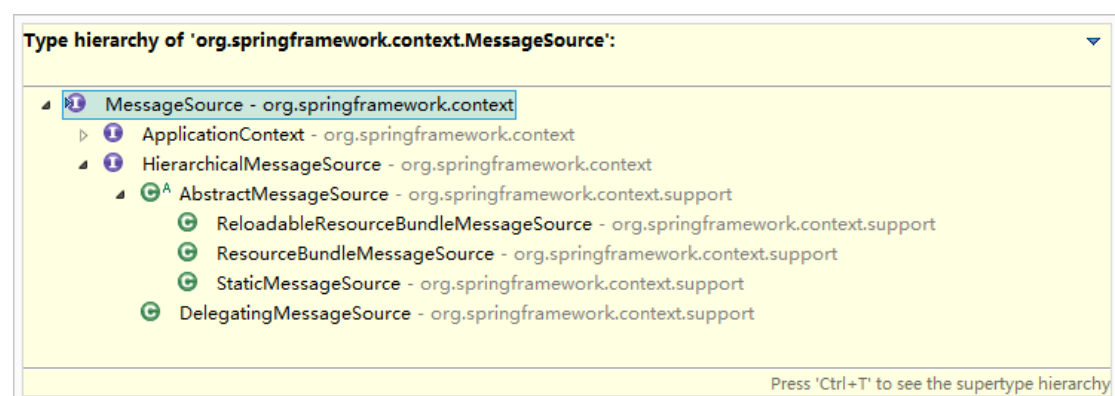 Type hierarchy of 'org.springframework.context.MessageSource':
MessageSource - org.springframework.context
ApplicationContext - org.springframework.context
HierarchicalMessageSource - org.springframework.context
AbstractMessageSource - org.springframework.context.support
ReloadableResourceBundleMessageSource - org.springframework.context.support
ResourceBundleMessageSource - org.springframework.context.support
StaticMessageSource - org.springframework.context.support
DelegatingMessageSource - org.springframework.context.support
Press 'Ctrl+T' to see the supertype hierarchy